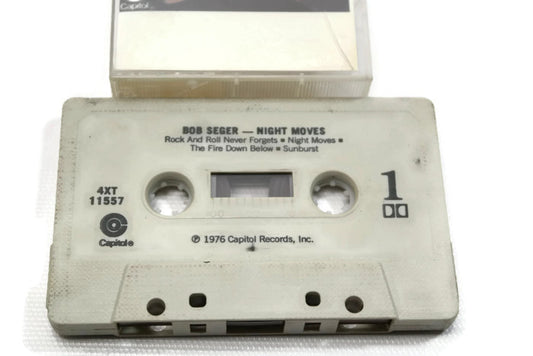 Capitol
BOB SEGER — NIGHT MOVES
Rock And Roll Never Forgets ■ Night Moves ■
The Fire Down Below ■ Sunburst
4XT
11557
1
Capitol®
℗ 1976 Capitol Records, Inc.